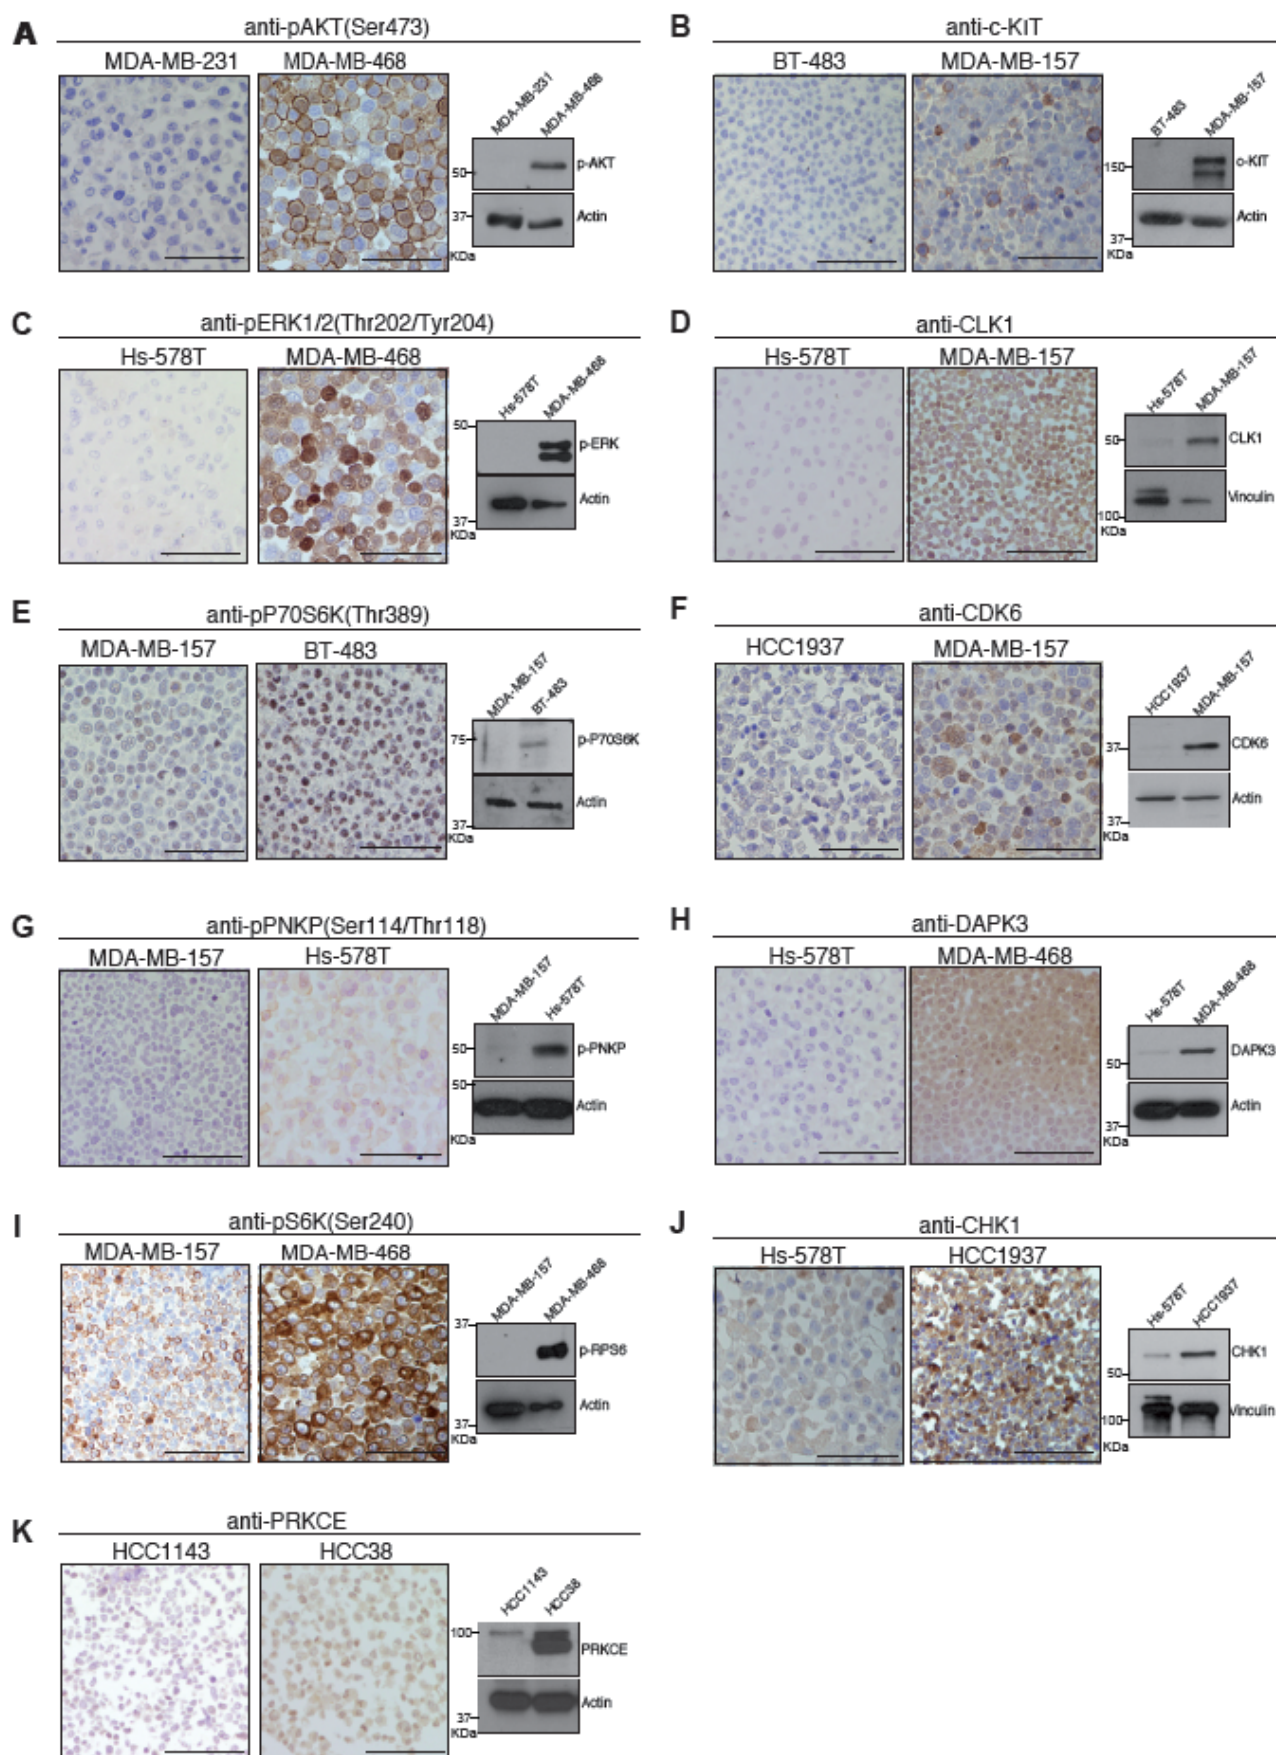 A
anti-pAKT(Ser473)
MDA-MB-231 MDA-MB-468
MDA-MB-231
MDA-MB-468
50
p-AKT
37
Actin
KDa
B
anti-c-KIT
BT-483 MDA-MB-157
BT-483
MDA-MB-157
150
c-KIT
Actin
37
KDa
C
anti-pERK1/2(Thr202/Tyr204)
Hs-578T MDA-MB-468
Hs-578T
MDA-MB-468
50
p-ERK
Actin
37
KDa
D
anti-CLK1
Hs-578T MDA-MB-157
Hs-578T
MDA-MB-157
50
CLK1
Vinculin
100
KDa
E
anti-pP70S6K(Thr389)
MDA-MB-157 BT-483
MDA-MB-157
BT-483
75
p-P70S6K
Actin
37
KDa
F
anti-CDK6
HCC1937 MDA-MB-157
HCC1937
MDA-MB-157
37
CDK6
Actin
37
KDa
G
anti-pPNKP(Ser114/Thr118)
MDA-MB-157 Hs-578T
MDA-MB-157
Hs-578T
50
p-PNKP
50
Actin
KDa
H
anti-DAPK3
Hs-578T MDA-MB-468
Hs-578T
MDA-MB-468
50
DAPK3
Actin
37
KDa
I
anti-pS6K(Ser240)
MDA-MB-157 MDA-MB-468
MDA-MB-157
MDA-MB-468
37
p-RPS6
Actin
37
KDa
J
anti-CHK1
Hs-578T HCC1937
Hs-578T
HCC1937
CHK1
50
Vinculin
100
KDa
K
anti-PRKCE
HCC1143 HCC38
HCC1143
HCC38
100
PRKCE
Actin
37
KDa